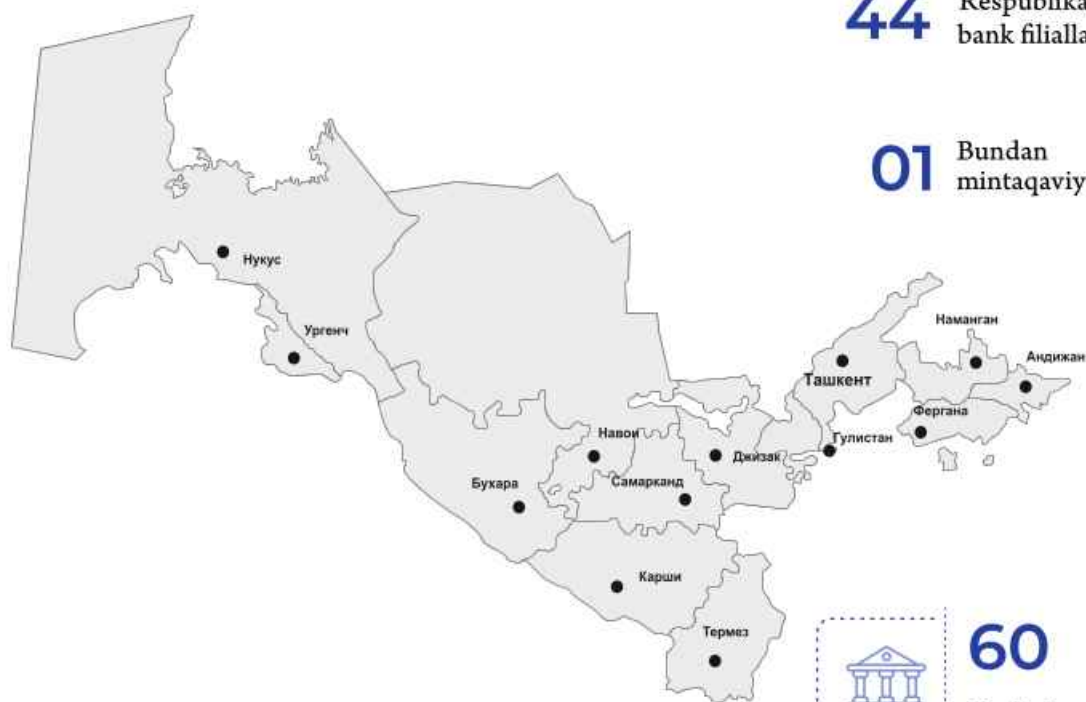 44
Respublika
bank filialla
01
Bundan
mintaqaviy
Нукус
Ургенч
Наманган
Андижан
Ташкент
Фергана
Гулистан
Навои
Джизак
Бухара
Самарканд
Карши
Термез
60